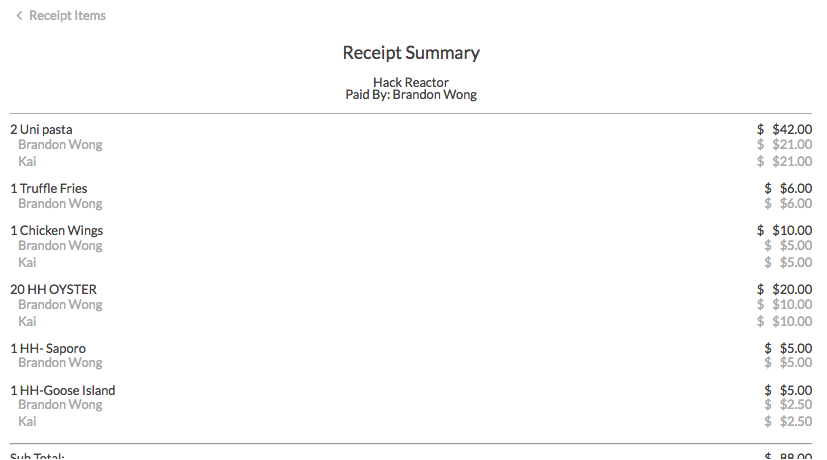 Receipt Items
Receipt Summary
Hack Reactor
Paid By: Brandon Wong
2 Uni pasta $ $42.00
Brandon Wong $ $21.00
Kai $ $21.00
1 Truffle Fries $ $6.00
Brandon Wong $ $6.00
1 Chicken Wings $ $10.00
Brandon Wong $ $5.00
Kai $ $5.00
20 HH OYSTER $ $20.00
Brandon Wong $ $10.00
Kai $ $10.00
1 HH- Saporo $ $5.00
Brandon Wong $ $5.00
1 HH-Goose Island $ $5.00
Brandon Wong $ $2.50
Kai $ $2.50
Sub Total: $ 88.00